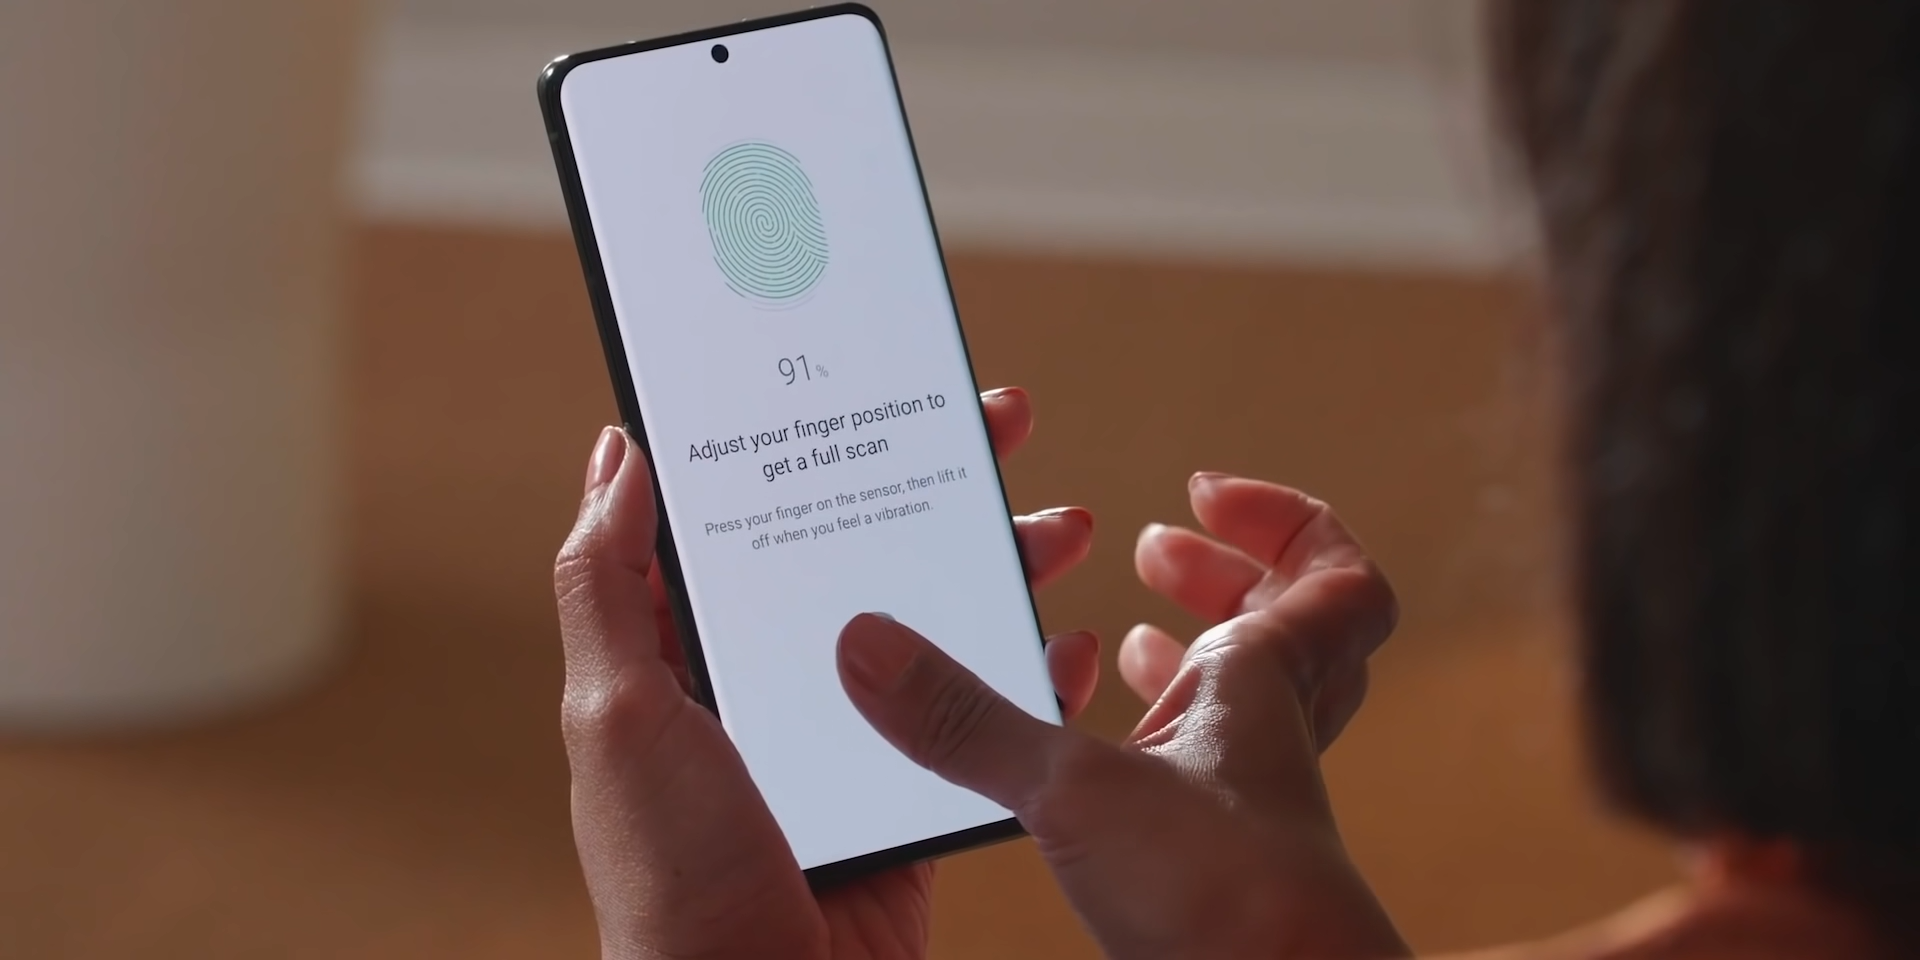 91%
Adjust your finger position to
get a full scan
Press your finger on the sensor, then lift it
off when you feel a vibration.